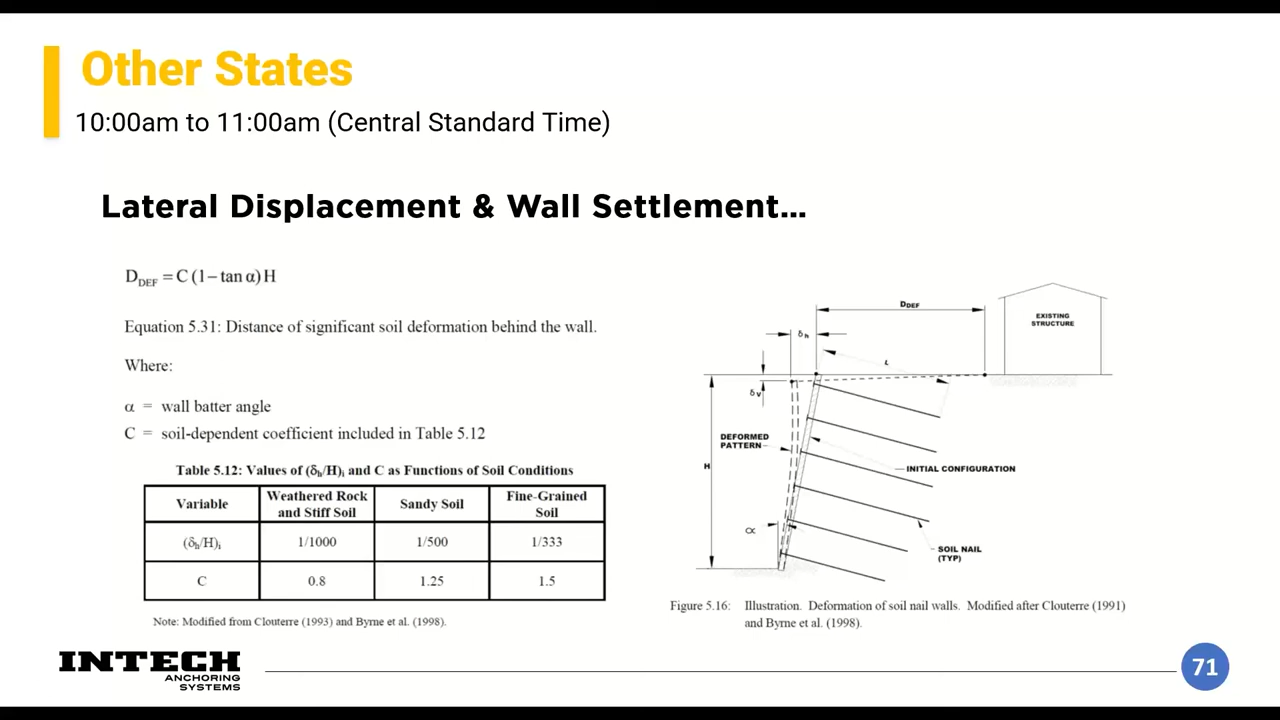 Other States
10:00am to 11:00am (Central Standard Time)
Lateral Displacement & Wall Settlement...
D_DEF = C (1 – tan α) H
Equation 5.31: Distance of significant soil deformation behind the wall.
Where:
α = wall batter angle
C = soil-dependent coefficient included in Table 5.12
Table 5.12: Values of (δh/H)i and C as Functions of Soil Conditions
Variable
Weathered Rock
and Stiff Soil
Sandy Soil
Fine-Grained
Soil
(δh/H)i
1/1000
1/500
1/333
C
0.8
1.25
1.5
Note: Modified from Clouterre (1993) and Byrne et al. (1998).
DDEF
EXISTING
STRUCTURE
δh
L
δv
DEFORMED
PATTERN
H
INITIAL CONFIGURATION
α
SOIL NAIL
(TYP)
Figure 5.16: Illustration. Deformation of soil nail walls. Modified after Clouterre (1991)
and Byrne et al. (1998).
INTECH
ANCHORING
SYSTEMS
71